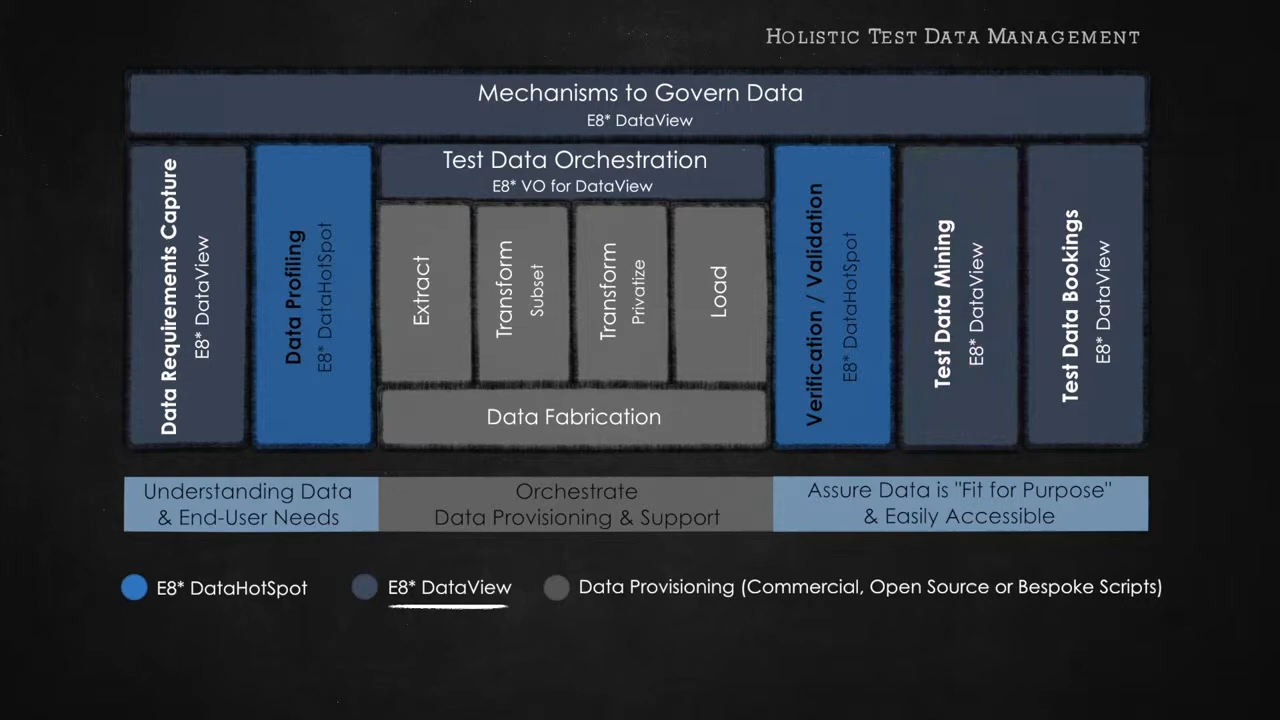 Holistic Test Data Management
Mechanisms to Govern Data
E8* DataView
Data Requirements Capture
E8* DataView
Data Profiling
E8* DataHotSpot
Test Data Orchestration
E8* VO for DataView
Extract
Transform
Subset
Transform
Privatize
Load
Data Fabrication
Verification / Validation
E8* DataHotSpot
Test Data Mining
E8* DataView
Test Data Bookings
E8* DataView
Understanding Data
& End-User Needs
Orchestrate
Data Provisioning & Support
Assure Data is "Fit for Purpose"
& Easily Accessible
E8* DataHotSpot
E8* DataView
Data Provisioning (Commercial, Open Source or Bespoke Scripts)